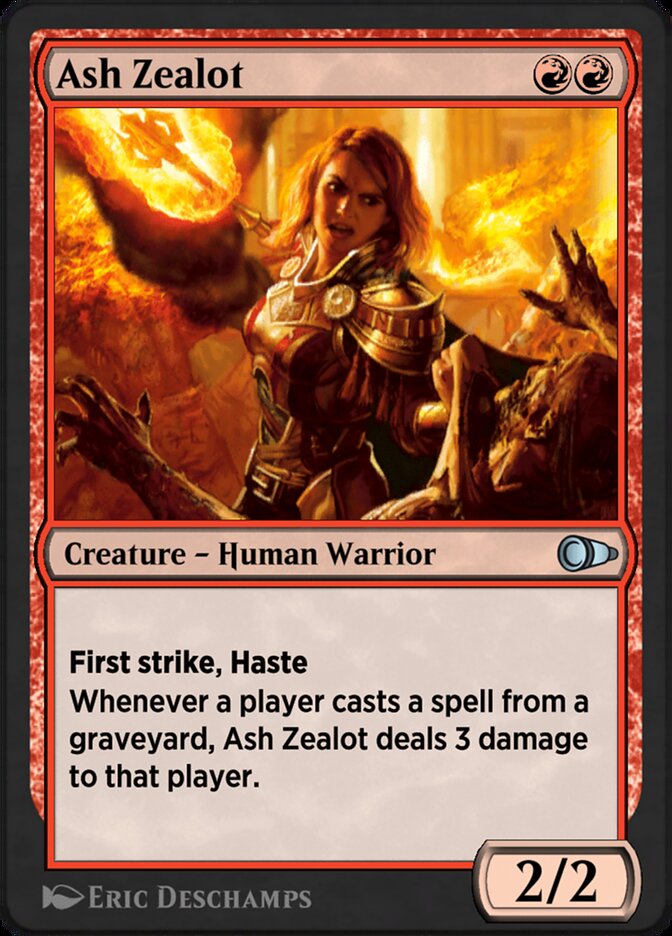 Ash Zealot
Creature – Human Warrior
First strike, Haste
Whenever a player casts a spell from a
graveyard, Ash Zealot deals 3 damage
to that player.
2/2
Eric Deschamps